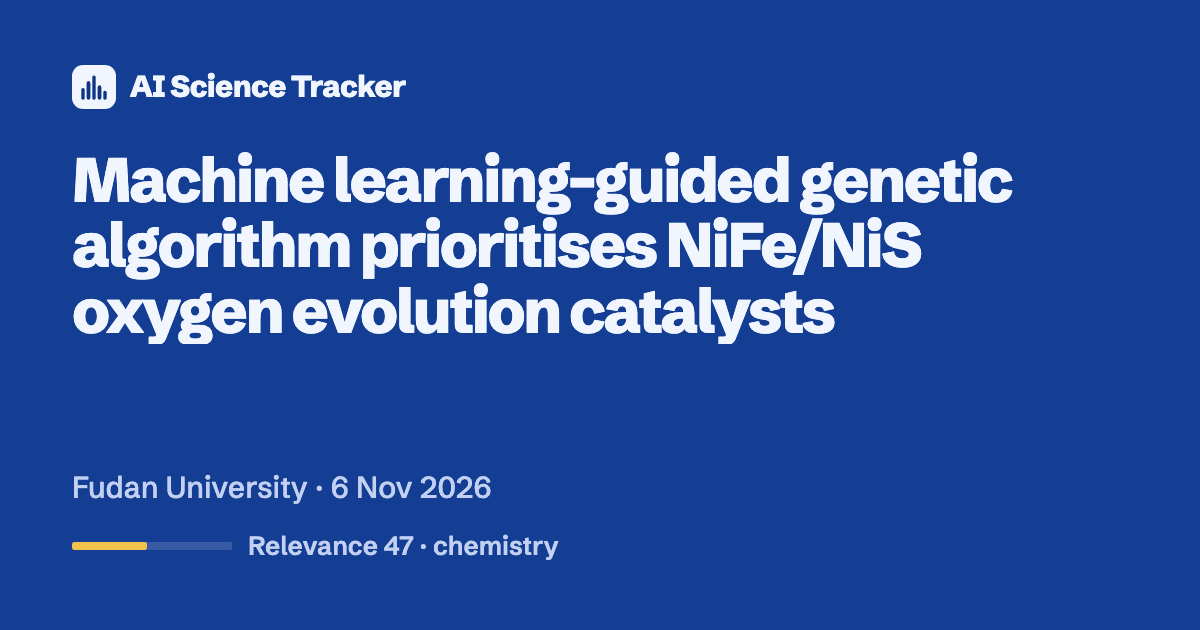 AI Science Tracker
Machine learning-guided genetic
algorithm prioritises NiFe/NiS
oxygen evolution catalysts
Fudan University · 6 Nov 2026
Relevance 47 · chemistry